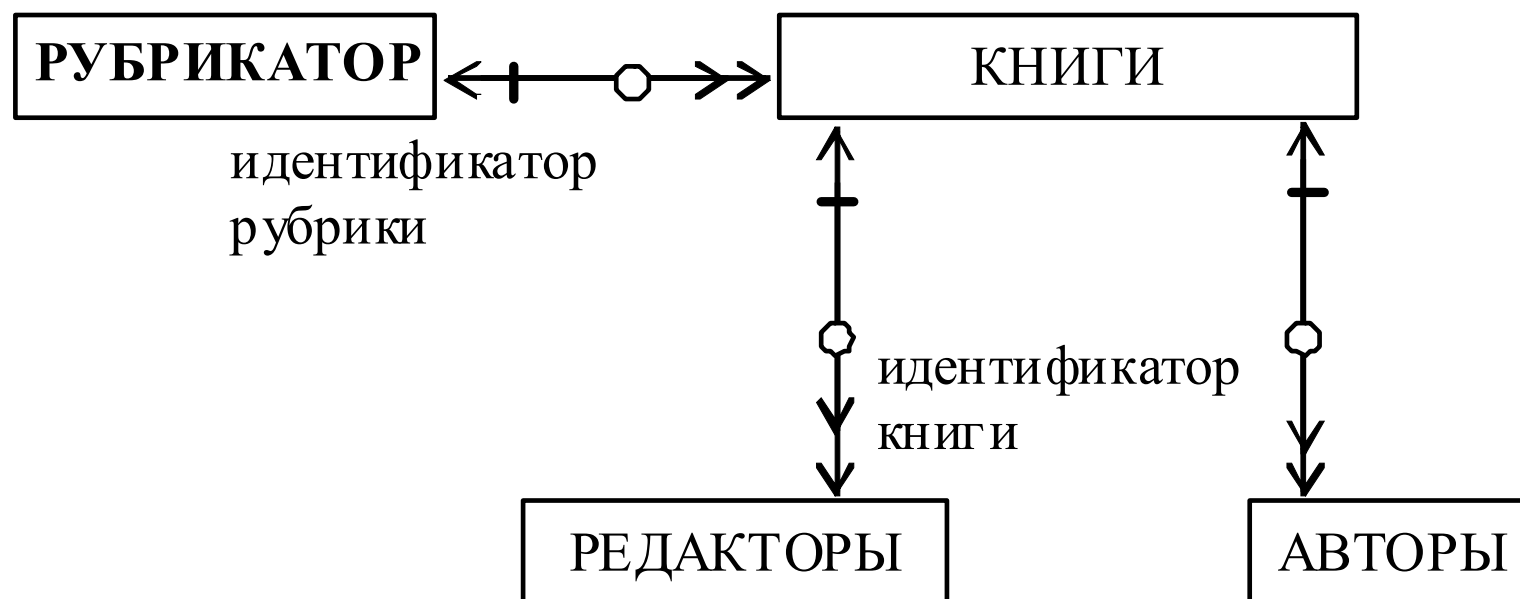 РУБРИКАТОР
КНИГИ
идентификатор
рубрики
идентификатор
книги
РЕДАКТОРЫ
АВТОРЫ